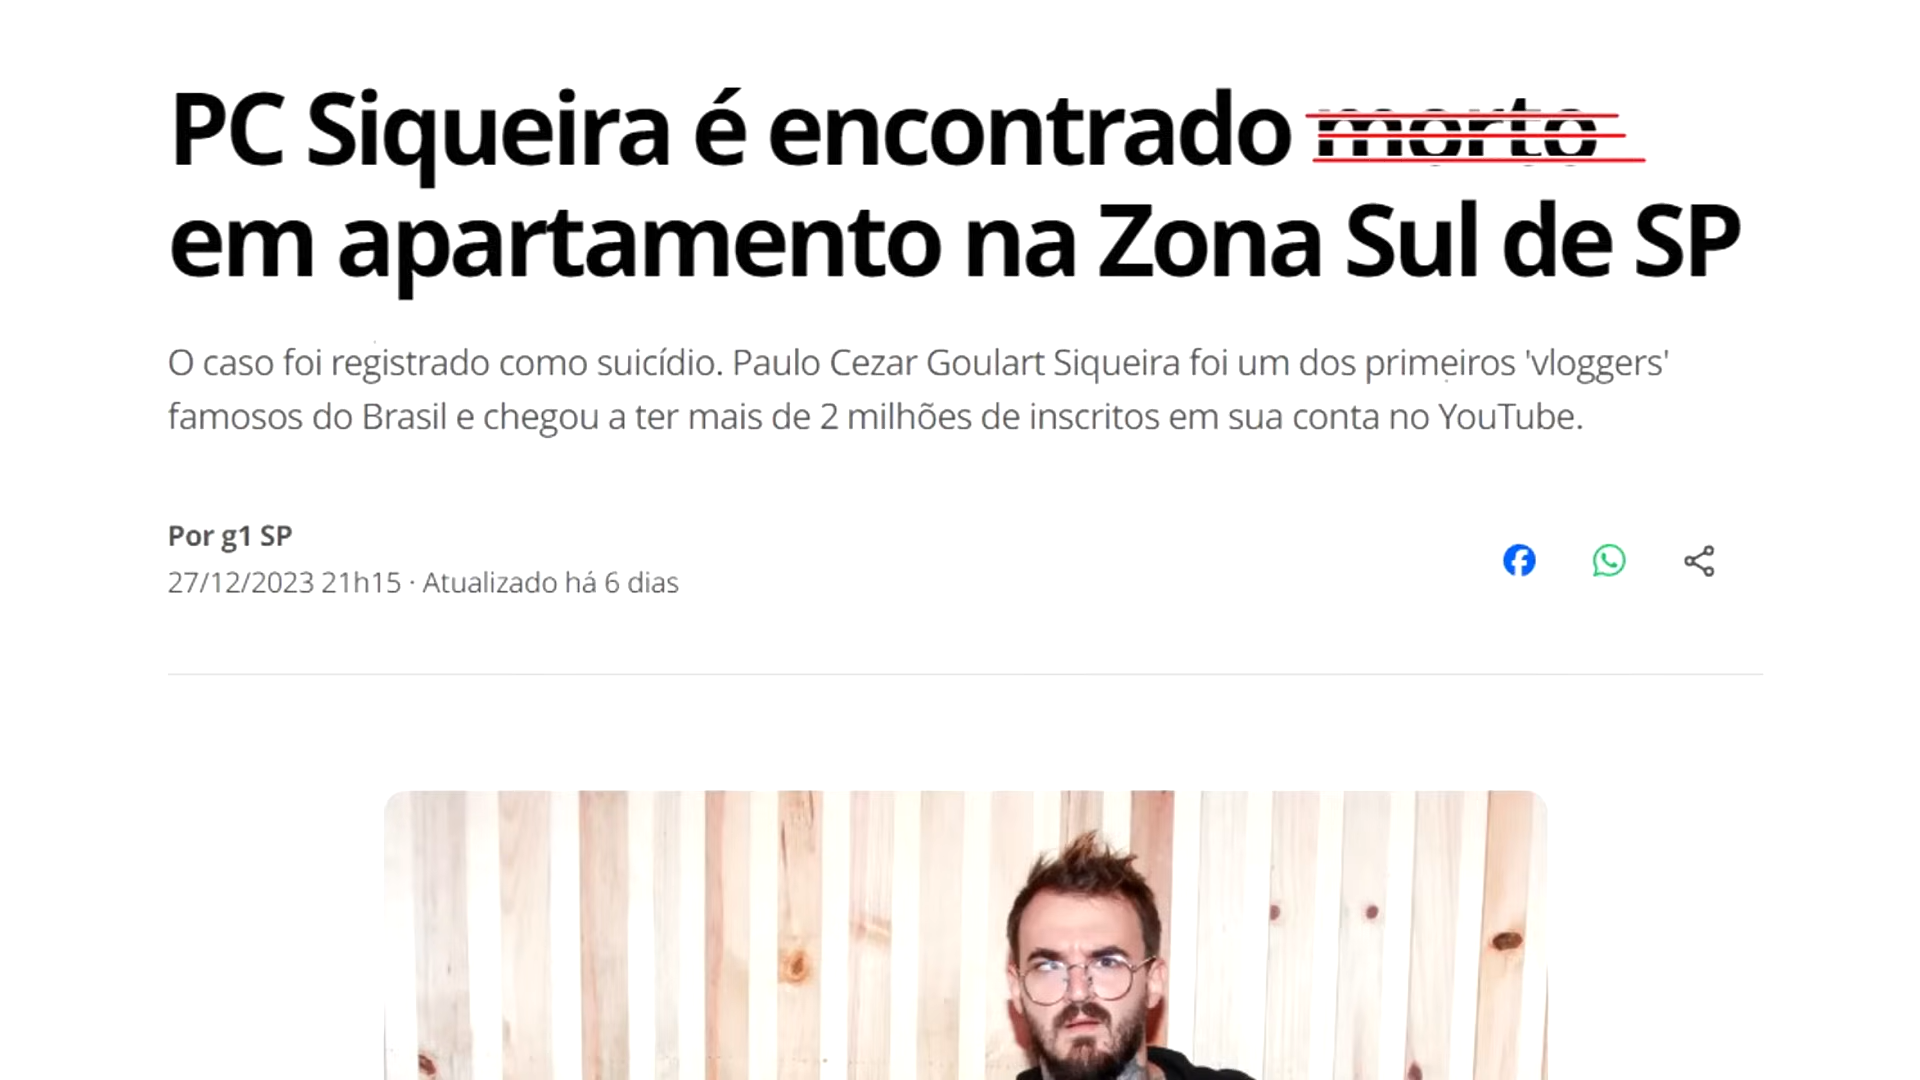 PC Siqueira é encontrado morto
em apartamento na Zona Sul de SP
O caso foi registrado como suicídio. Paulo Cezar Goulart Siqueira foi um dos primeiros 'vloggers'
famosos do Brasil e chegou a ter mais de 2 milhões de inscritos em sua conta no YouTube.
Por g1 SP
27/12/2023 21h15 · Atualizado há 6 dias